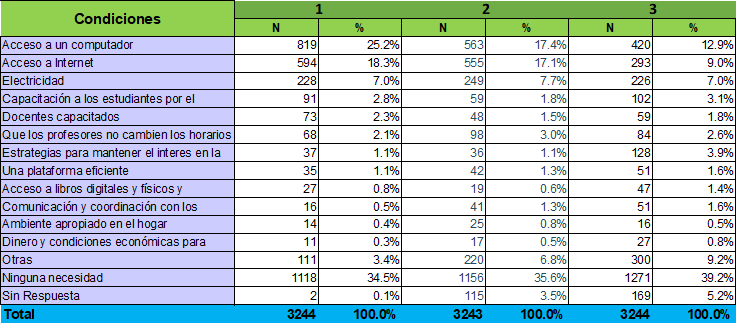 Condiciones 1 2 3
N % N % N %
Acceso a un computador 819 25.2% 563 17.4% 420 12.9%
Acceso a Internet 594 18.3% 555 17.1% 293 9.0%
Electricidad 228 7.0% 249 7.7% 226 7.0%
Capacitación a los estudiantes por el 91 2.8% 59 1.8% 102 3.1%
Docentes capacitados 73 2.3% 48 1.5% 59 1.8%
Que los profesores no cambien los horarios 68 2.1% 98 3.0% 84 2.6%
Estrategias para mantener el interes en la 37 1.1% 36 1.1% 128 3.9%
Una plataforma eficiente 35 1.1% 42 1.3% 51 1.6%
Acceso a libros digitales y físicos y 27 0.8% 19 0.6% 47 1.4%
Comunicación y coordinación con los 16 0.5% 41 1.3% 51 1.6%
Ambiente apropiado en el hogar 14 0.4% 25 0.8% 16 0.5%
Dinero y condiciones económicas para 11 0.3% 17 0.5% 27 0.8%
Otras 111 3.4% 220 6.8% 300 9.2%
Ninguna necesidad 1118 34.5% 1156 35.6% 1271 39.2%
Sin Respuesta 2 0.1% 115 3.5% 169 5.2%
Total 3244 100.0% 3243 100.0% 3244 100.0%